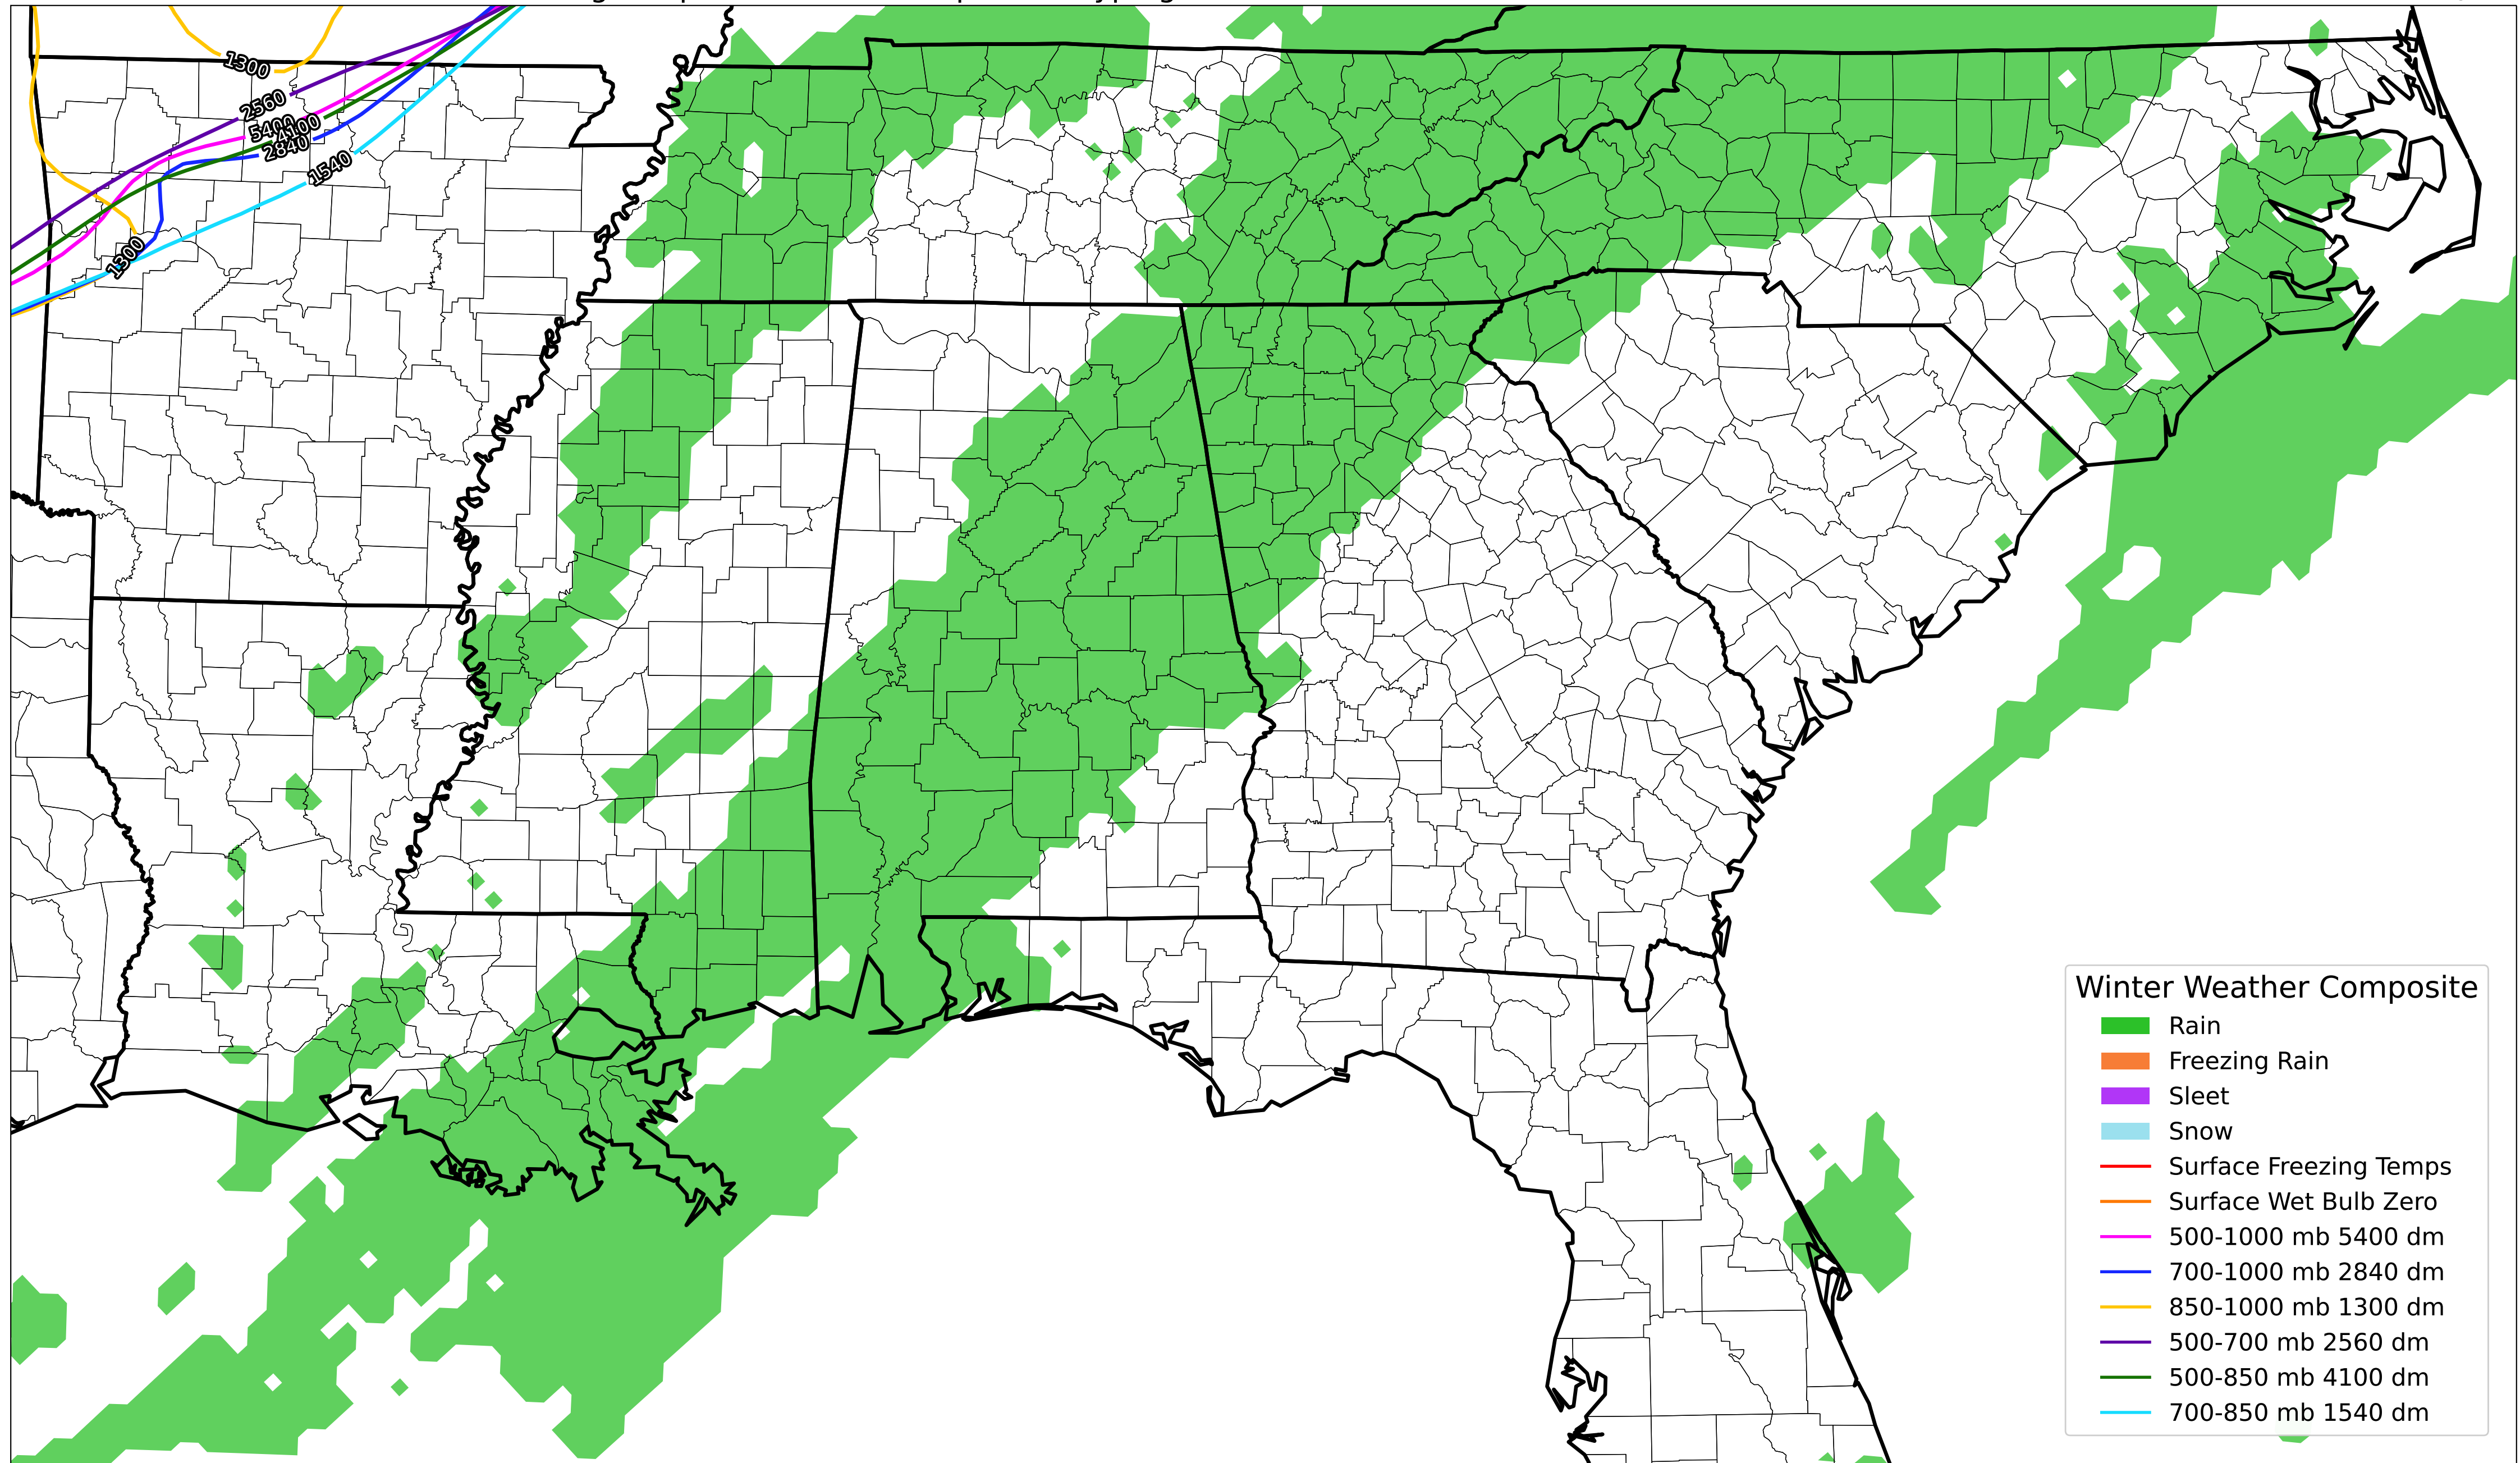 1300
2560
5400
4100
2840
1540
1300
Winter Weather Composite
Rain
Freezing Rain
Sleet
Snow
Surface Freezing Temps
Surface Wet Bulb Zero
500-1000 mb 5400 dm
700-1000 mb 2840 dm
850-1000 mb 1300 dm
500-700 mb 2560 dm
500-850 mb 4100 dm
700-850 mb 1540 dm